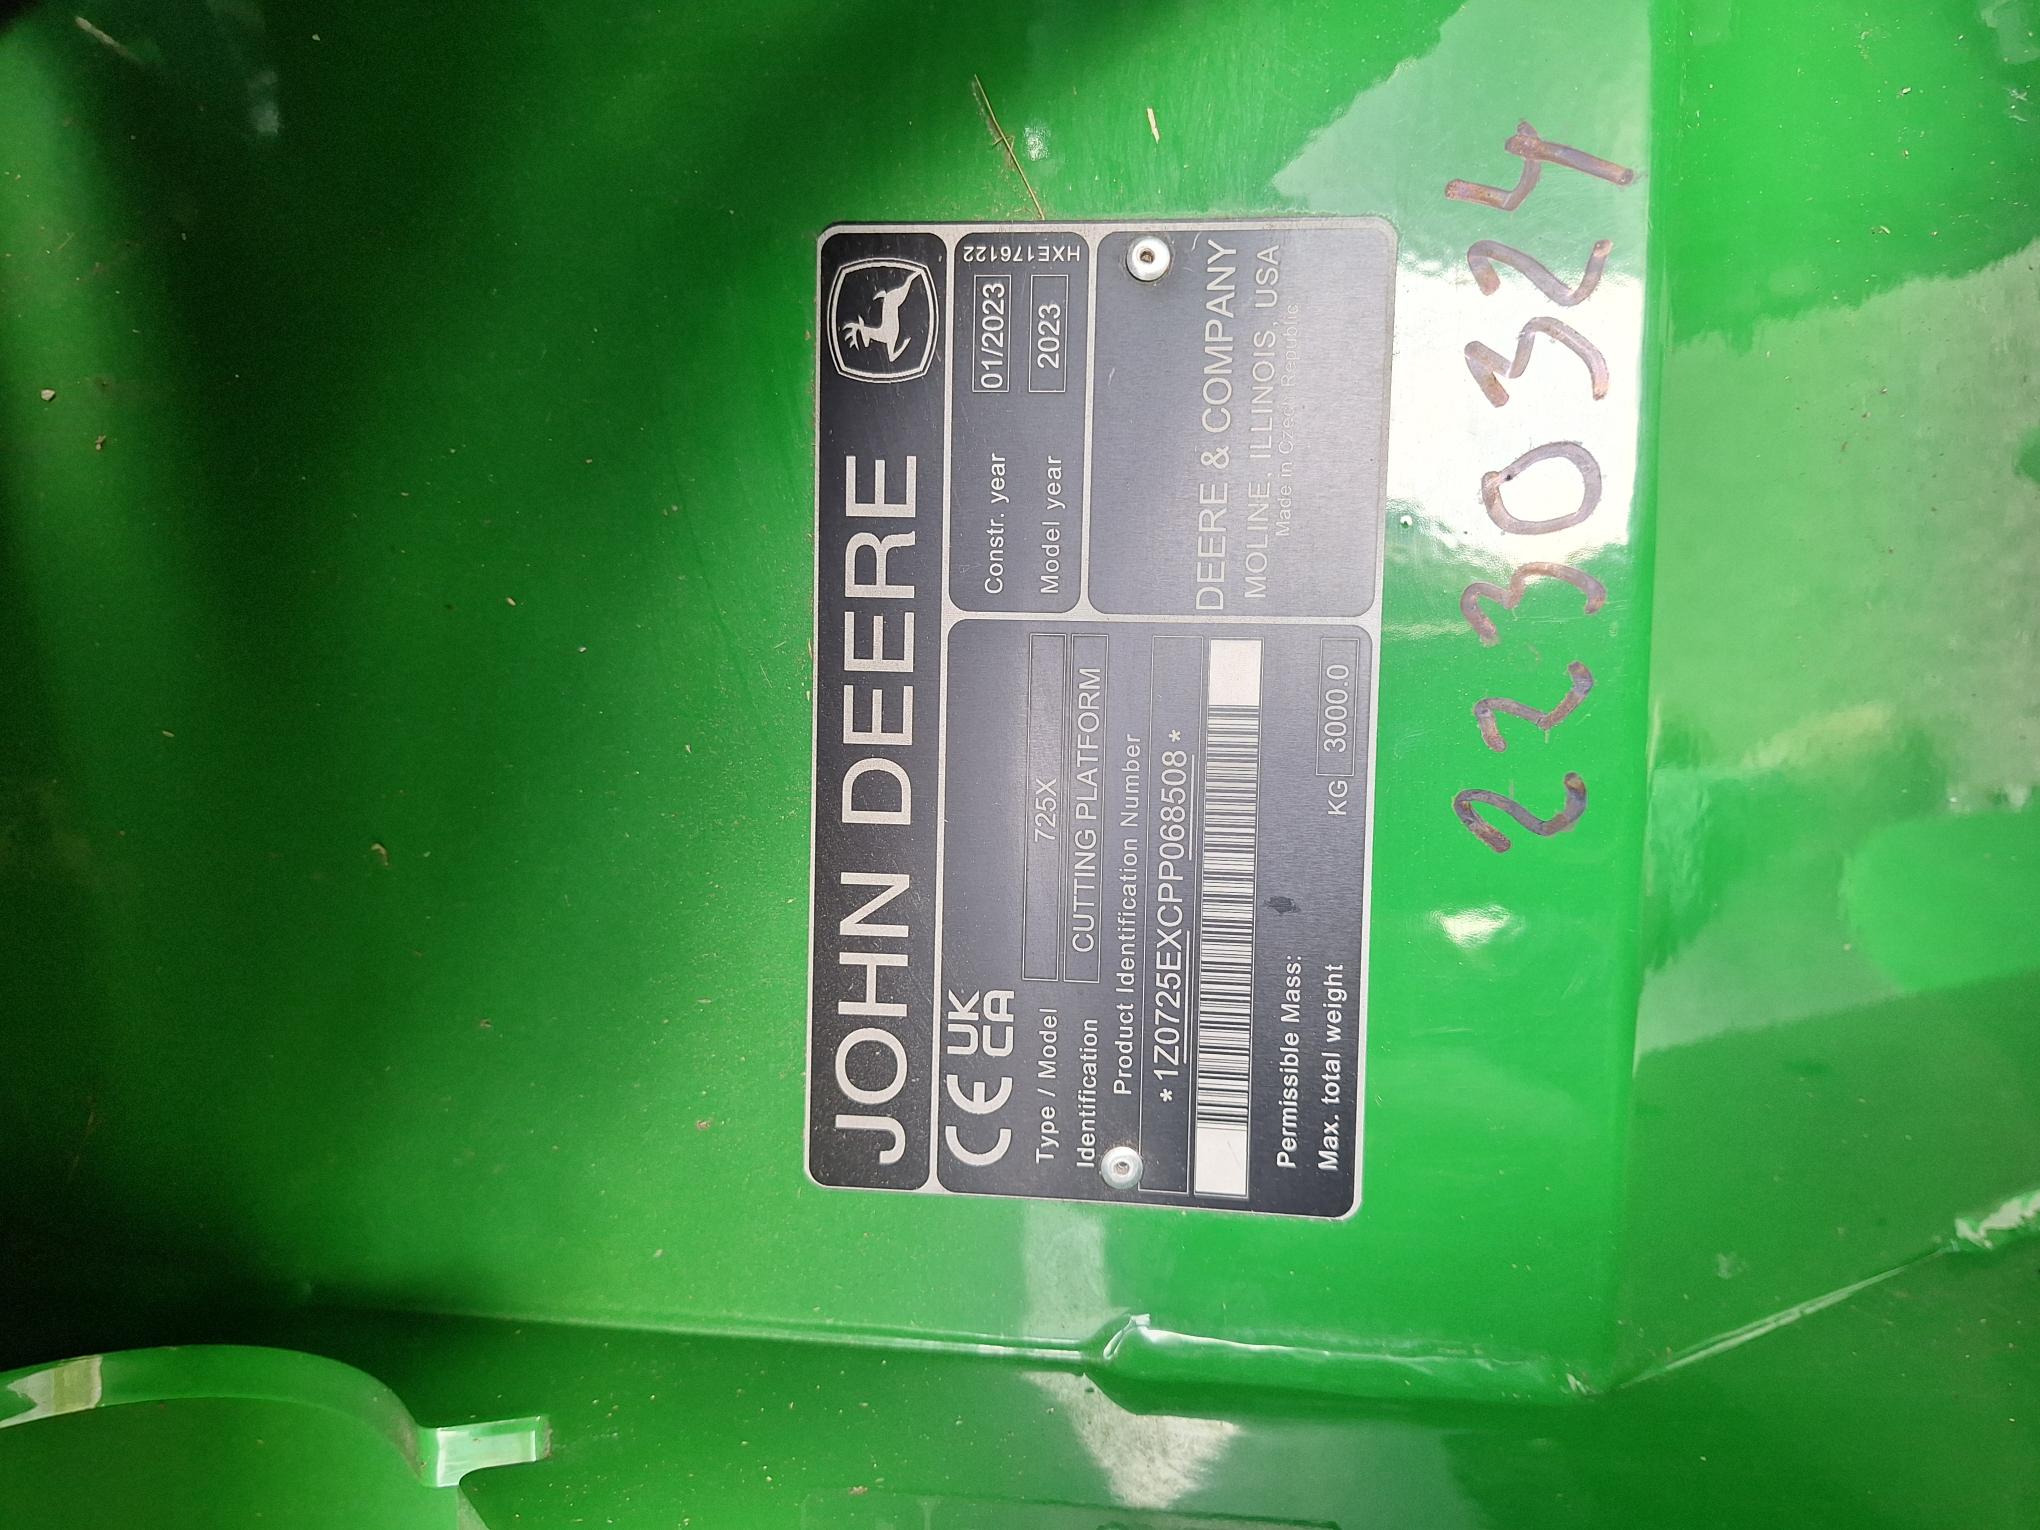 JOHN DEERE
CE UK CA
Type / Model 725X
Identification CUTTING PLATFORM
Product Identification Number
*1Z0725EXCPP068508*
Permissible Mass:
Max. total weight KG 3000.0
Constr. year 01/2023
Model year 2023
HXE176122
DEERE & COMPANY
MOLINE, ILLINOIS, USA
Made in Czech Republic
2230324